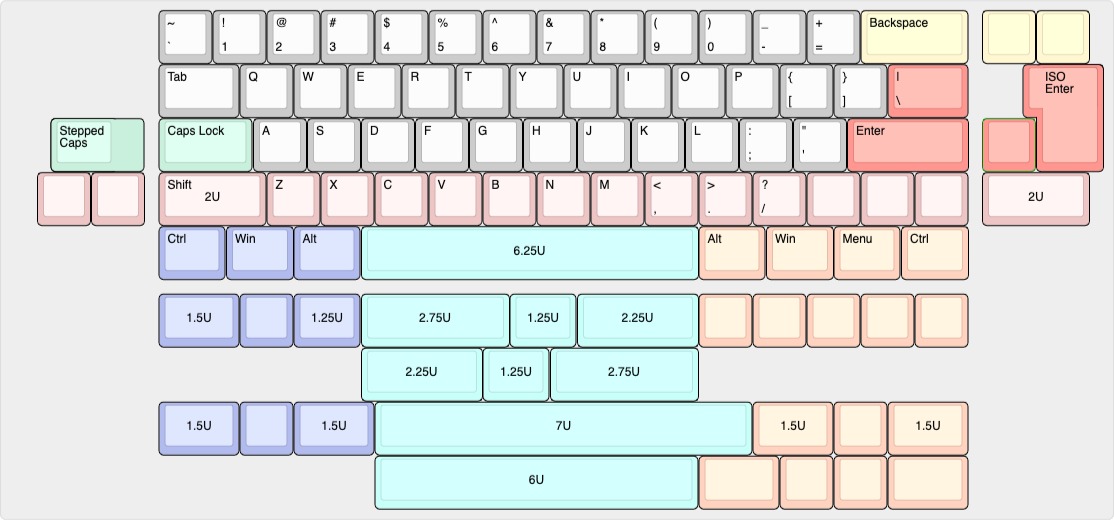 ~ ! @ # $ % ^ & * ( ) _ + Backspace
` 1 2 3 4 5 6 7 8 9 0 - =
Tab Q W E R T Y U I O P { } | ISO
Enter
[ ] \
Stepped
Caps
Caps Lock A S D F G H J K L : " Enter
; '
Shift
2U
Z X C V B N M < > ?
, . /
2U
Ctrl Win Alt 6.25U Alt Win Menu Ctrl
1.5U 1.25U 2.75U 1.25U 2.25U
2.25U 1.25U 2.75U
1.5U 1.5U 7U 1.5U 1.5U
6U